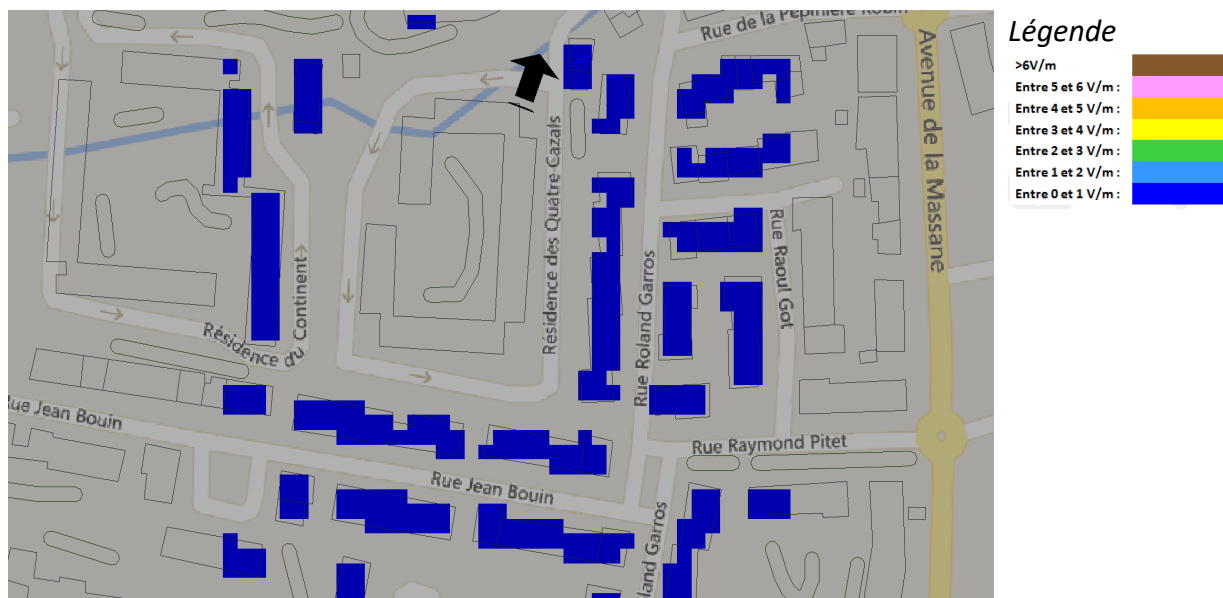 Rue de la Pépinière Robin
Avenue de la Massane
Résidence des Quatre Cazals
Rue Roland Garros
Rue Raoul Got
Résidence du Continent
Rue Jean Bouin
Rue Raymond Pitet
Rue Jean Bouin
land Garros
Légende
>6V/m
Entre 5 et 6 V/m :
Entre 4 et 5 V/m :
Entre 3 et 4 V/m :
Entre 2 et 3 V/m :
Entre 1 et 2 V/m :
Entre 0 et 1 V/m :